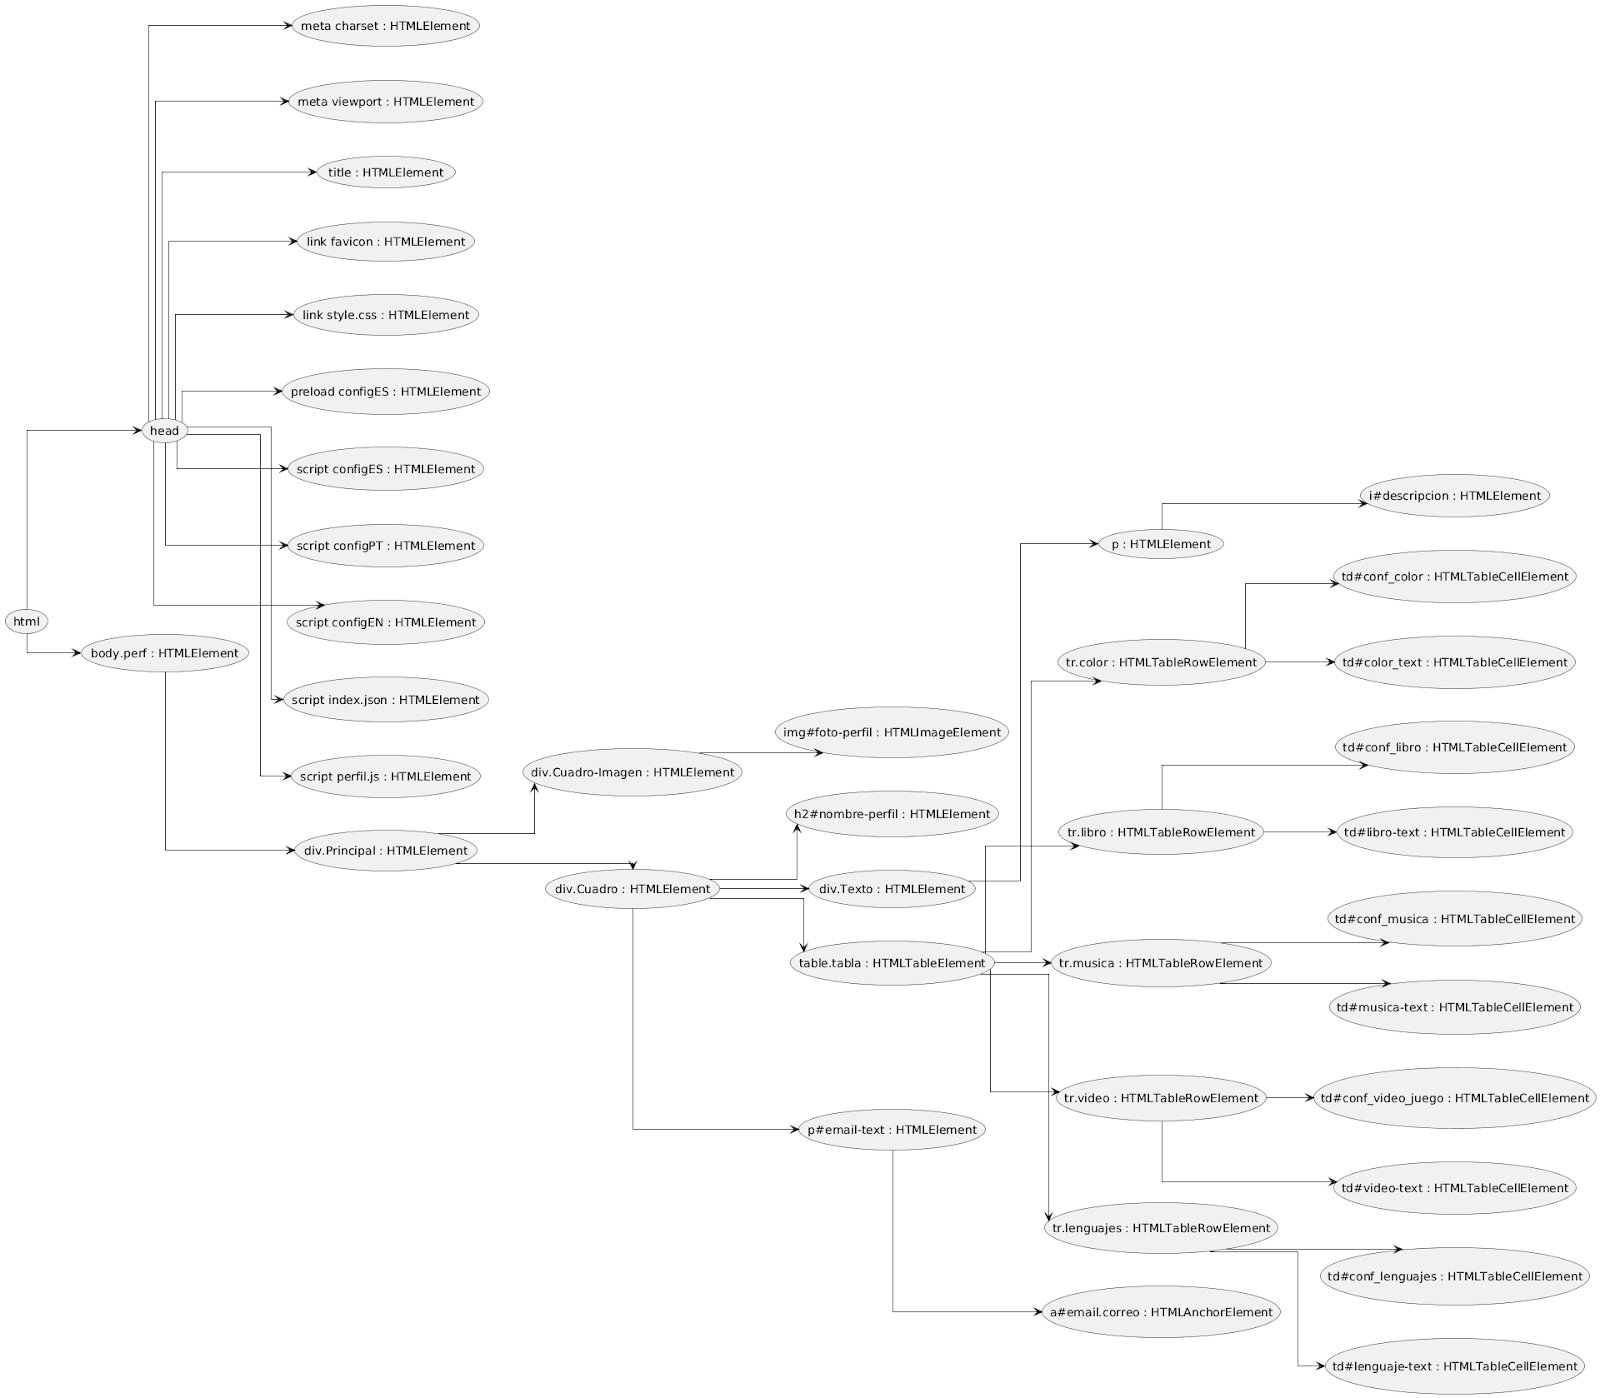 meta charset : HTMLElement
meta viewport : HTMLElement
title : HTMLElement
link favicon : HTMLElement
link style.css : HTMLElement
preload configES : HTMLElement
head
script configES : HTMLElement
script configPT : HTMLElement
script configEN : HTMLElement
html
body.perf : HTMLElement
script index.json : HTMLElement
script perfil.js : HTMLElement
div.Principal : HTMLElement
div.Cuadro-Imagen : HTMLElement
div.Cuadro : HTMLElement
img#foto-perfil : HTMLImageElement
h2#nombre-perfil : HTMLElement
div.Texto : HTMLElement
table.tabla : HTMLTableElement
p#email-text : HTMLElement
p : HTMLElement
i#descripcion : HTMLElement
tr.color : HTMLTableRowElement
td#conf_color : HTMLTableCellElement
td#color_text : HTMLTableCellElement
tr.libro : HTMLTableRowElement
td#conf_libro : HTMLTableCellElement
td#libro-text : HTMLTableCellElement
tr.musica : HTMLTableRowElement
td#conf_musica : HTMLTableCellElement
td#musica-text : HTMLTableCellElement
tr.video : HTMLTableRowElement
td#conf_video_juego : HTMLTableCellElement
td#video-text : HTMLTableCellElement
tr.lenguajes : HTMLTableRowElement
td#conf_lenguajes : HTMLTableCellElement
td#lenguaje-text : HTMLTableCellElement
a#email.correo : HTMLAnchorElement